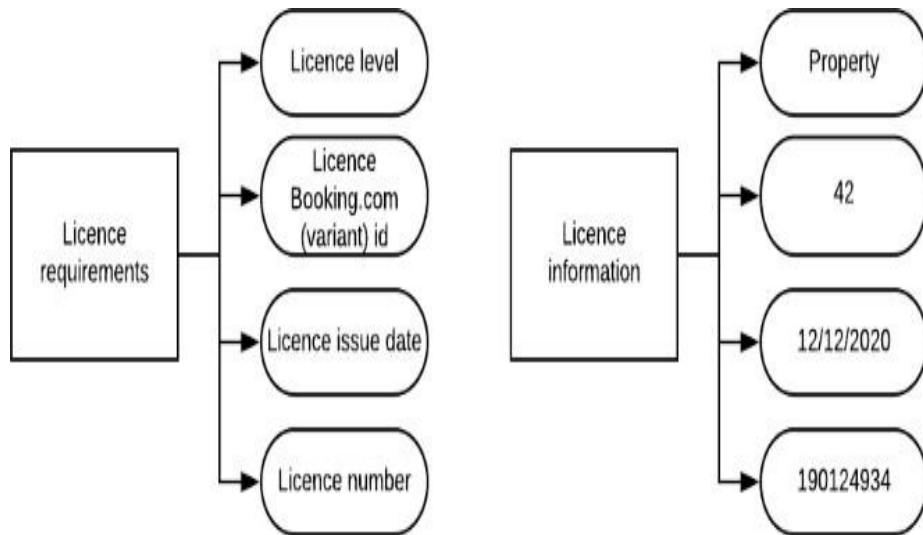 Licence level
Licence
Booking.com
(variant) id
Licence
requirements
Licence issue date
Licence number
Property
42
Licence
information
12/12/2020
190124934